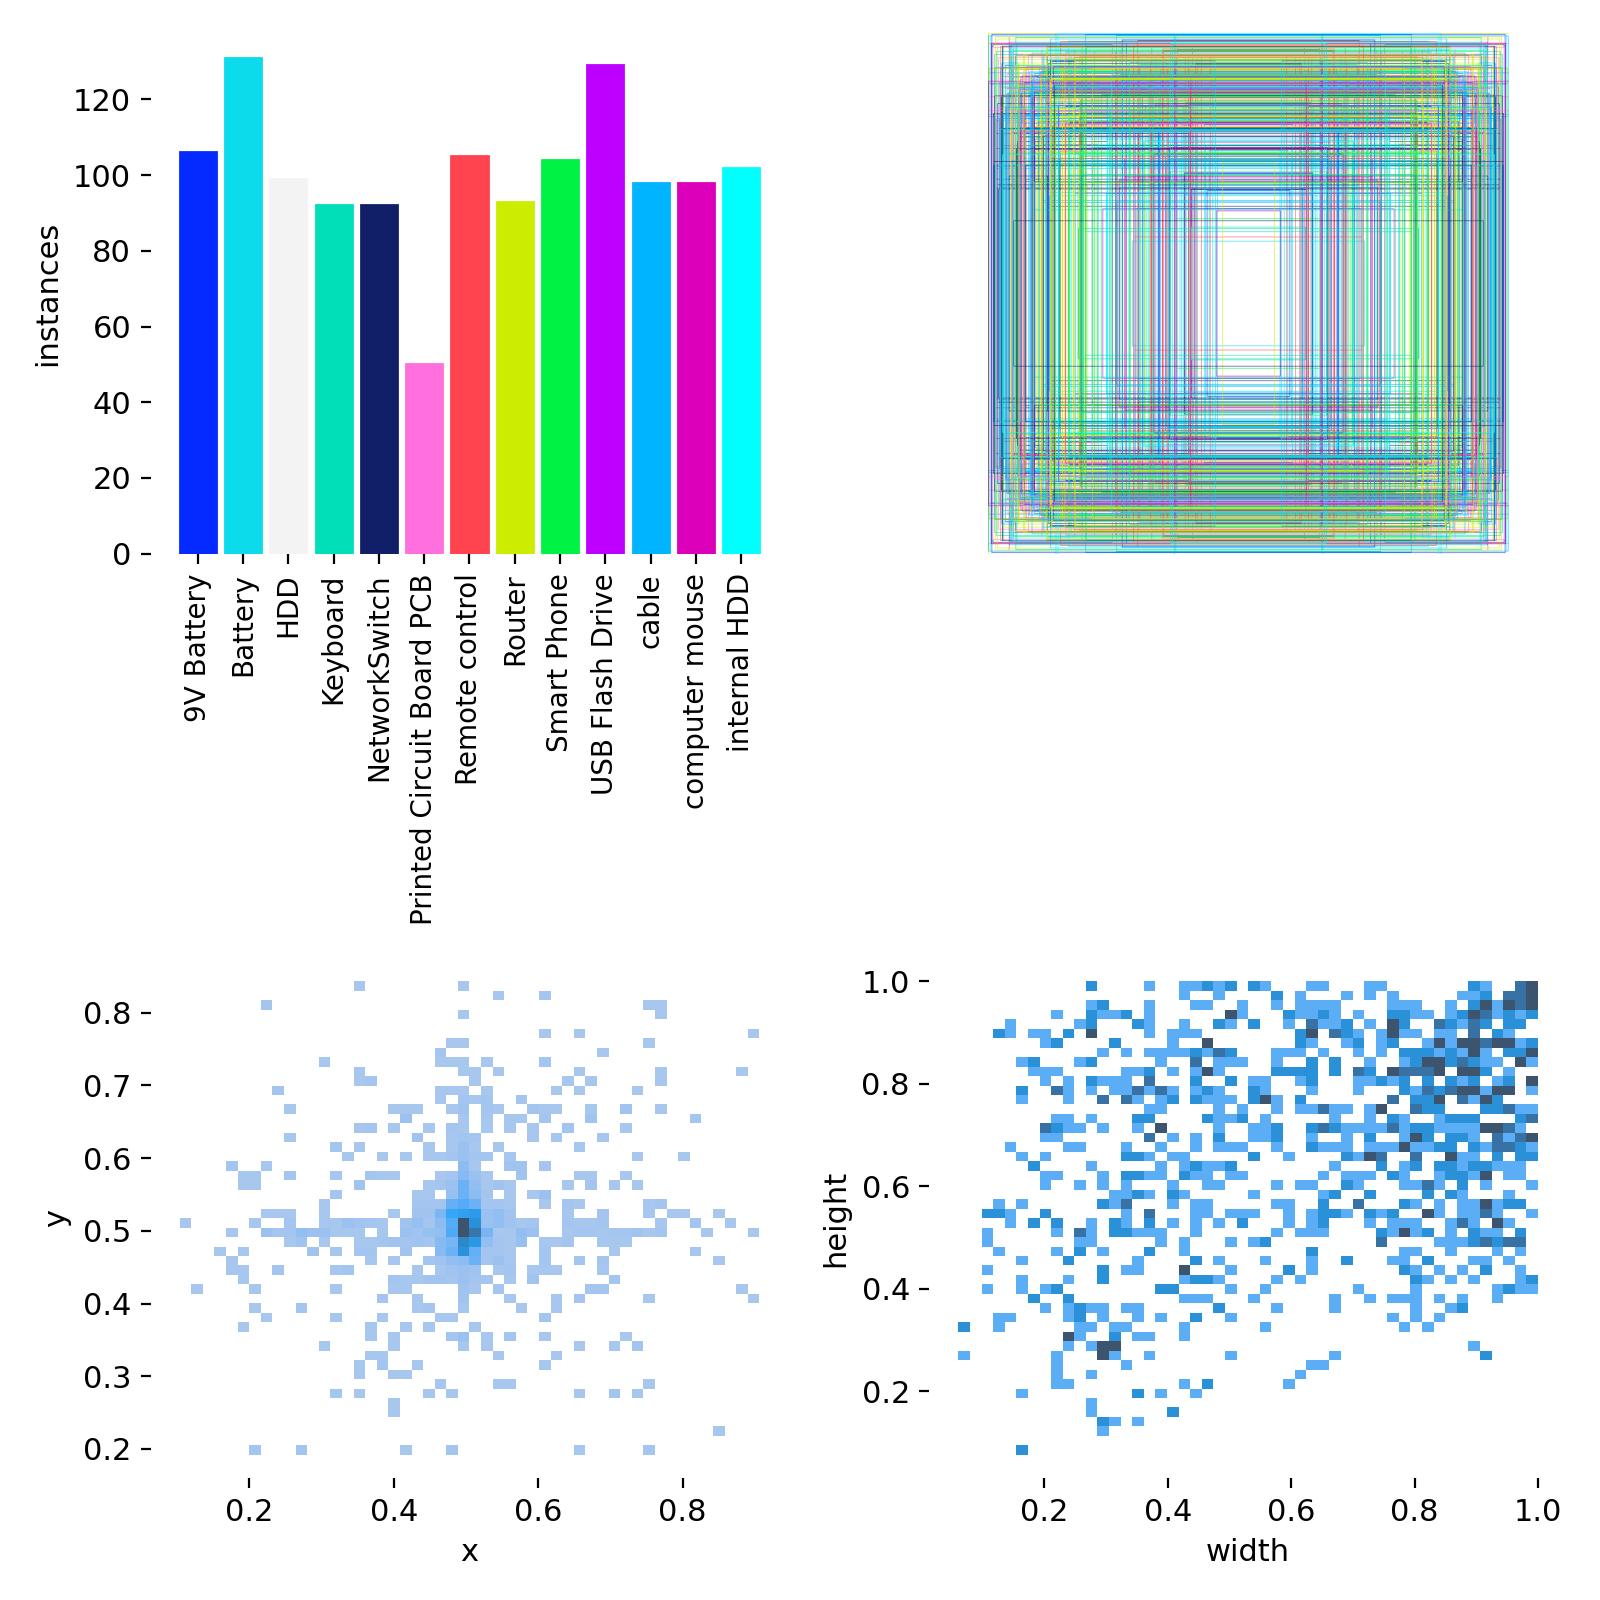 120
100
80
60
40
20
0
instances
9V Battery
Battery
HDD
Keyboard
NetworkSwitch
Printed Circuit Board PCB
Remote control
Router
Smart Phone
USB Flash Drive
cable
computer mouse
internal HDD
0.8
0.7
0.6
0.5
0.4
0.3
0.2
y
0.2 0.4 0.6 0.8
x
1.0
0.8
0.6
0.4
0.2
height
0.2 0.4 0.6 0.8 1.0
width